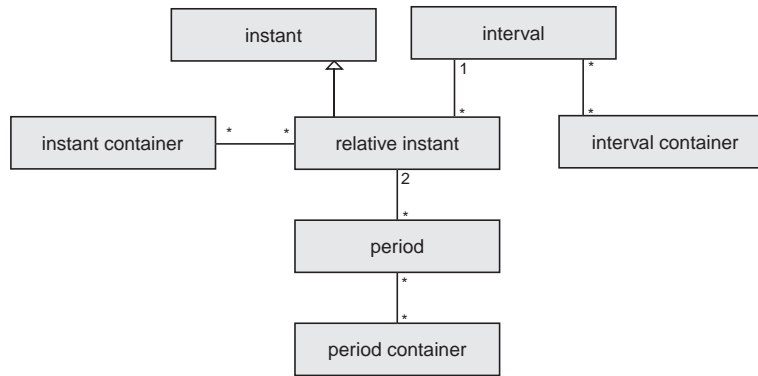 instant
interval
1
*
*
*
instant container
*
*
relative instant
interval container
2
*
period
*
*
period container